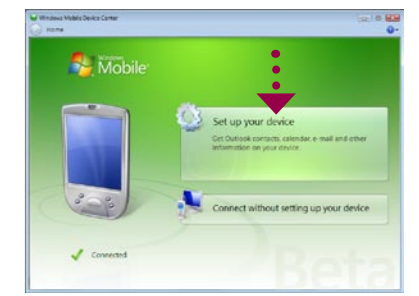 Windows Mobile Device Center
Home
Windows
Mobile
Set up your device
Get Outlook contacts, calendar, e-mail and other
information on your device.
Connect without setting up your device
Connected
Beta